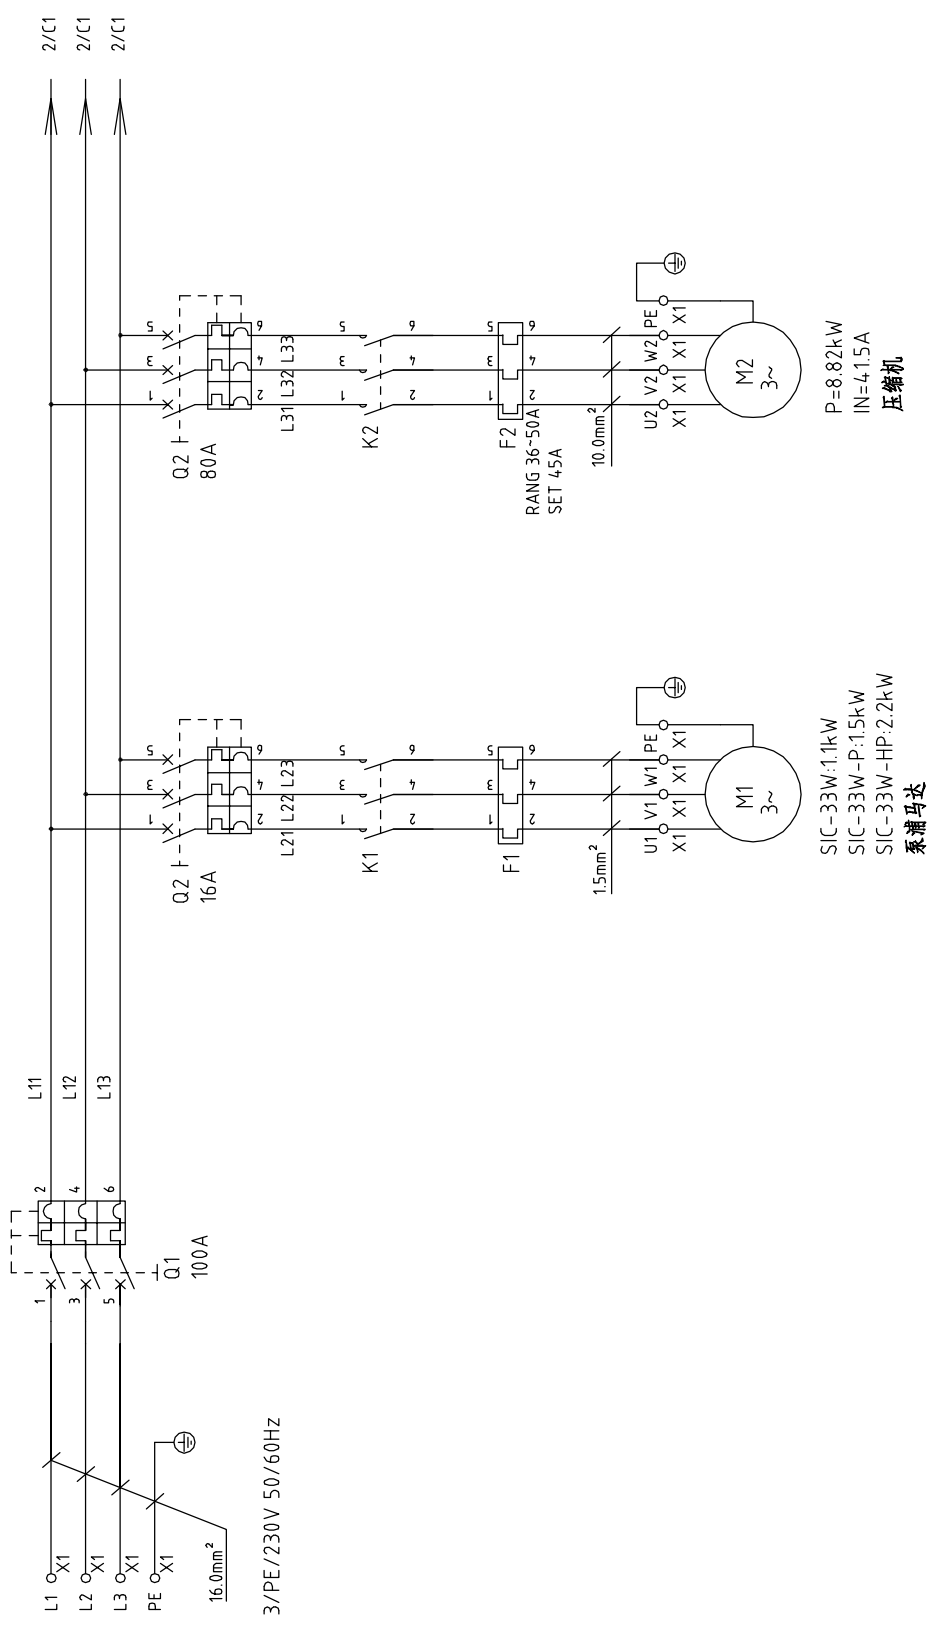 L1
X1
1
2
L11
2/C1
L2
X1
3
4
L12
2/C1
L3
X1
5
6
L13
2/C1
PE
X1
Q1
100A
16.0mm²
3/PE/230V 50/60Hz
Q2
16A
1
3
5
2
4
6
L21
L22
L23
K1
1
3
5
2
4
6
F1
1
3
5
2
4
6
1.5mm²
U1
V1
W1
PE
X1
X1
X1
X1
M1
3~
SIC-33W:1.1kW
SIC-33W-P:1.5kW
SIC-33W-HP:2.2kW
泵浦马达
Q2
80A
1
3
5
2
4
6
L31
L32
L33
K2
1
3
5
2
4
6
F2
1
3
5
2
4
6
RANG 36~50A
SET 45A
10.0mm²
U2
V2
W2
PE
X1
X1
X1
X1
M2
3~
P=8.82kW
IN=41.5A
压缩机